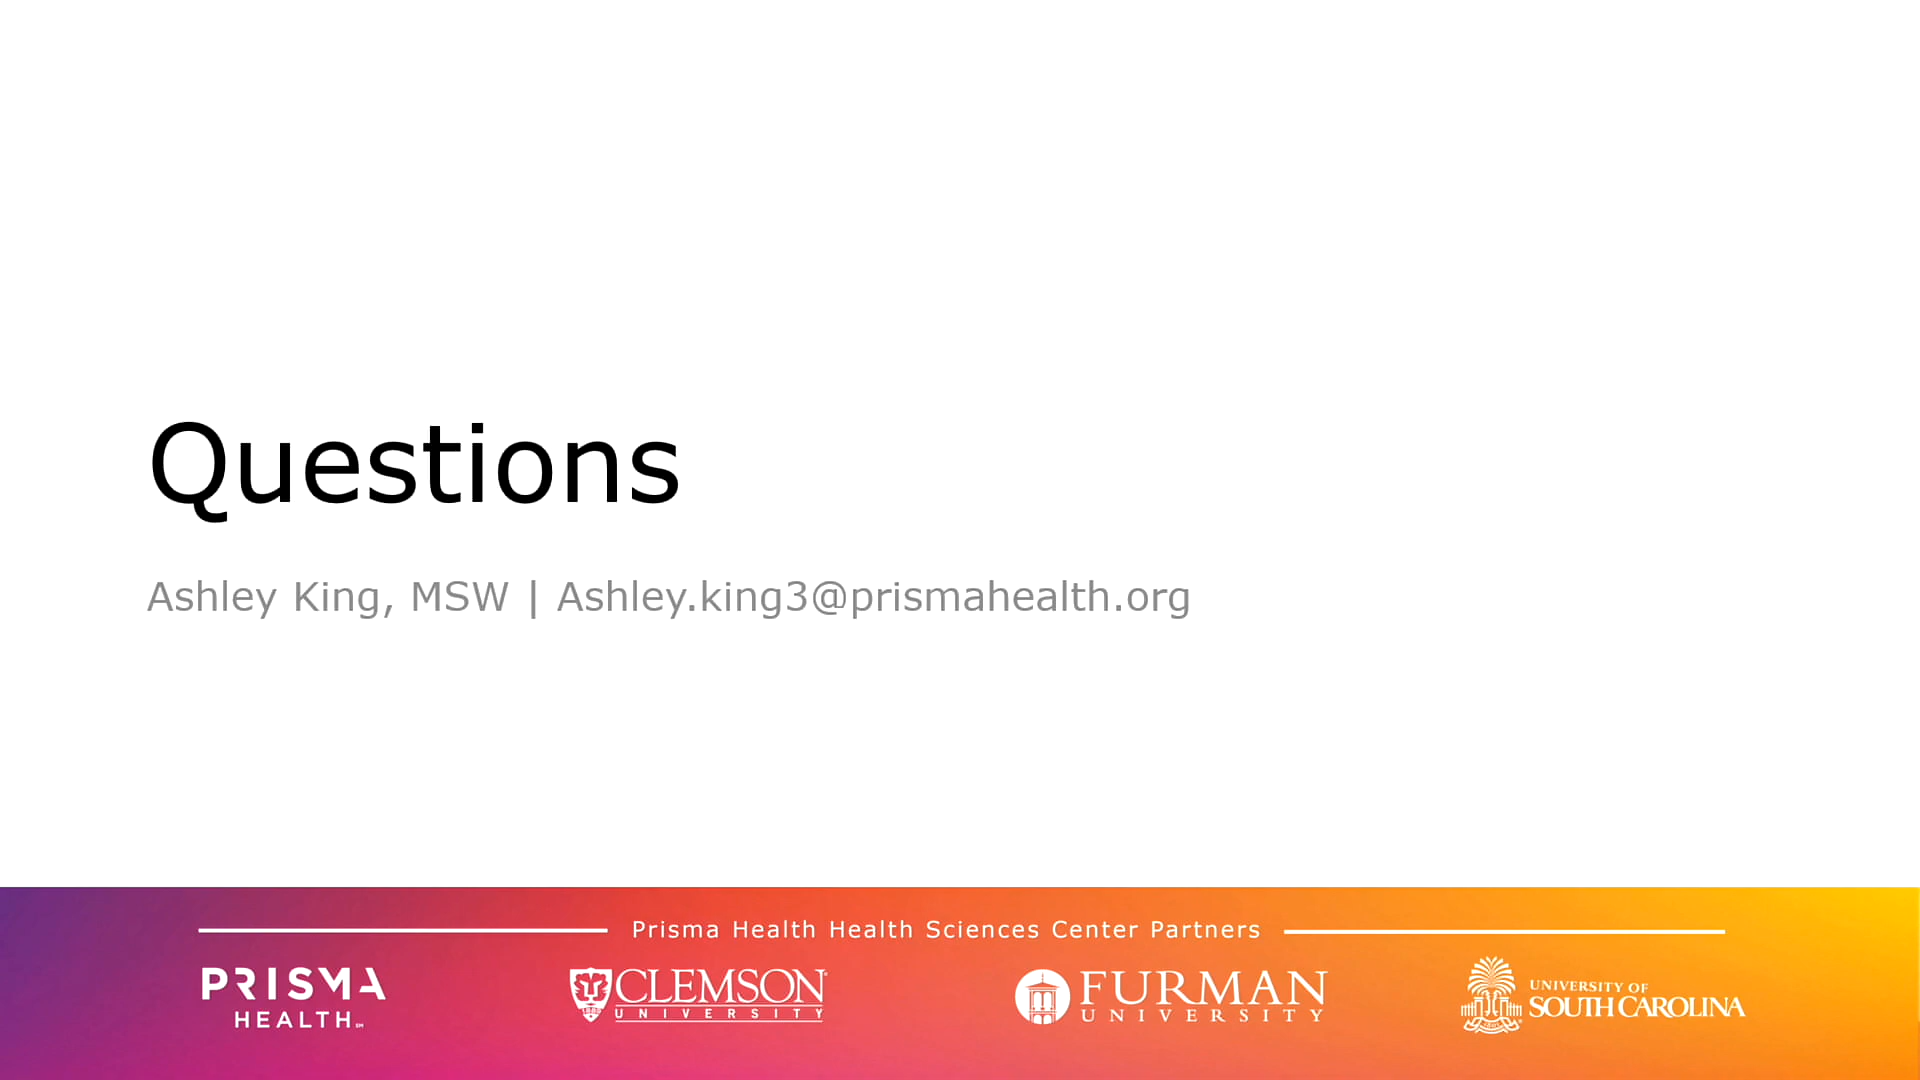 Questions
Ashley King, MSW | Ashley.king3@prismahealth.org
Prisma Health Health Sciences Center Partners
PRISMA
HEALTH℠
CLEMSON®
UNIVERSITY
FURMAN
UNIVERSITY
UNIVERSITY OF
SOUTH CAROLINA